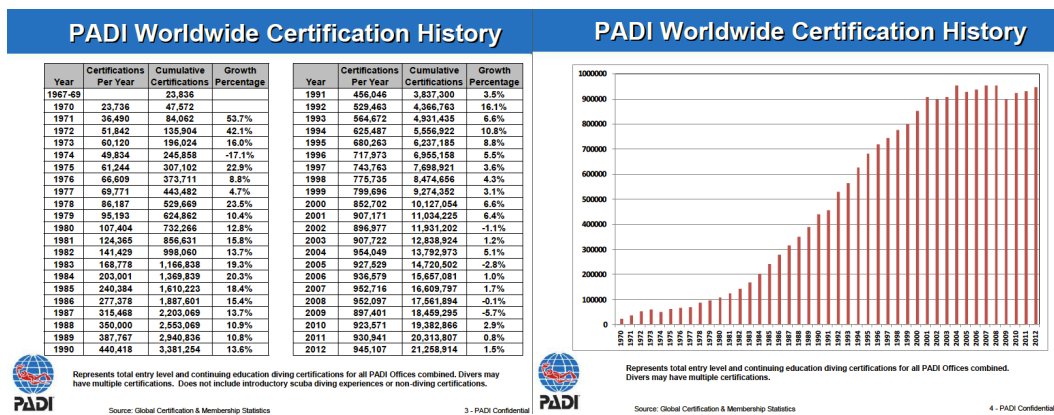 PADI Worldwide Certification History
Year Certifications Per Year Cumulative Certifications Growth Percentage
1967-69 23,836
1970 23,736 47,572
1971 36,490 84,062 53.7%
1972 51,842 135,904 42.1%
1973 60,120 196,024 16.0%
1974 49,834 245,858 -17.1%
1975 61,244 307,102 22.9%
1976 66,609 373,711 8.8%
1977 69,771 443,482 4.7%
1978 86,187 529,669 23.5%
1979 95,193 624,862 10.4%
1980 107,404 732,266 12.8%
1981 124,365 856,631 15.8%
1982 141,429 998,060 13.7%
1983 168,778 1,166,838 19.3%
1984 203,001 1,369,839 20.3%
1985 240,384 1,610,223 18.4%
1986 277,378 1,887,601 15.4%
1987 315,468 2,203,069 13.7%
1988 350,000 2,553,069 10.9%
1989 387,767 2,940,836 10.8%
1990 440,418 3,381,254 13.6%
Year Certifications Per Year Cumulative Certifications Growth Percentage
1991 456,046 3,837,300 3.5%
1992 529,463 4,366,763 16.1%
1993 564,672 4,931,435 6.6%
1994 625,487 5,556,922 10.8%
1995 680,263 6,237,185 8.8%
1996 717,973 6,955,158 5.5%
1997 743,763 7,698,921 3.6%
1998 775,735 8,474,656 4.3%
1999 799,696 9,274,352 3.1%
2000 852,702 10,127,054 6.6%
2001 907,171 11,034,225 6.4%
2002 896,977 11,931,202 -1.1%
2003 907,722 12,838,924 1.2%
2004 954,049 13,792,973 5.1%
2005 927,529 14,720,502 -2.8%
2006 936,579 15,657,081 1.0%
2007 952,716 16,609,797 1.7%
2008 952,097 17,561,894 -0.1%
2009 897,401 18,459,295 -5.7%
2010 923,571 19,382,866 2.9%
2011 930,941 20,313,807 0.8%
2012 945,107 21,258,914 1.5%
PADI
Represents total entry level and continuing education diving certifications for all PADI Offices combined. Divers may
have multiple certifications. Does not include introductory scuba diving experiences or non-diving certifications.
Source: Global Certification & Membership Statistics
3 - PADI Confidential
PADI Worldwide Certification History
1000000
900000
800000
700000
600000
500000
400000
300000
200000
100000
0
1970 1971 1972 1973 1974 1975 1976 1977 1978 1979 1980 1981 1982 1983 1984 1985 1986 1987 1988 1989 1990 1991 1992 1993 1994 1995 1996 1997 1998 1999 2000 2001 2002 2003 2004 2005 2006 2007 2008 2009 2010 2011 2012
PADI
Represents total entry level and continuing education diving certifications for all PADI Offices combined.
Divers may have multiple certifications.
Source: Global Certification & Membership Statistics
4 - PADI Confidential